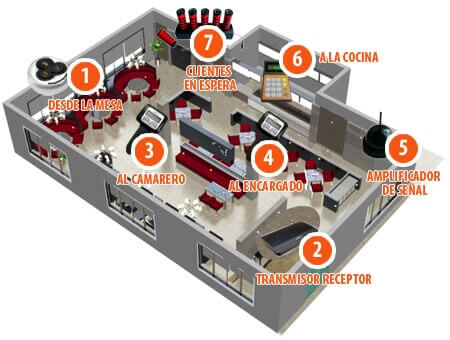 7
CLIENTES
EN ESPERA
6
A LA COCINA
1
DESDE LA MESA
3
AL CAMARERO
4
AL ENCARGADO
5
AMPLIFICADOR
DE SEÑAL
2
TRANSMISOR RECEPTOR